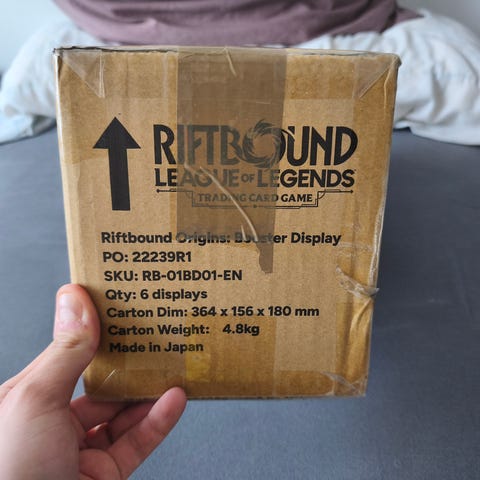 RIFTBOUND
LEAGUE OF LEGENDS
TRADING CARD GAME
Riftbound Origins: Booster Display
PO: 22239R1
SKU: RB-01BD01-EN
Qty: 6 displays
Carton Dim: 364 x 156 x 180 mm
Carton Weight: 4.8kg
Made in Japan